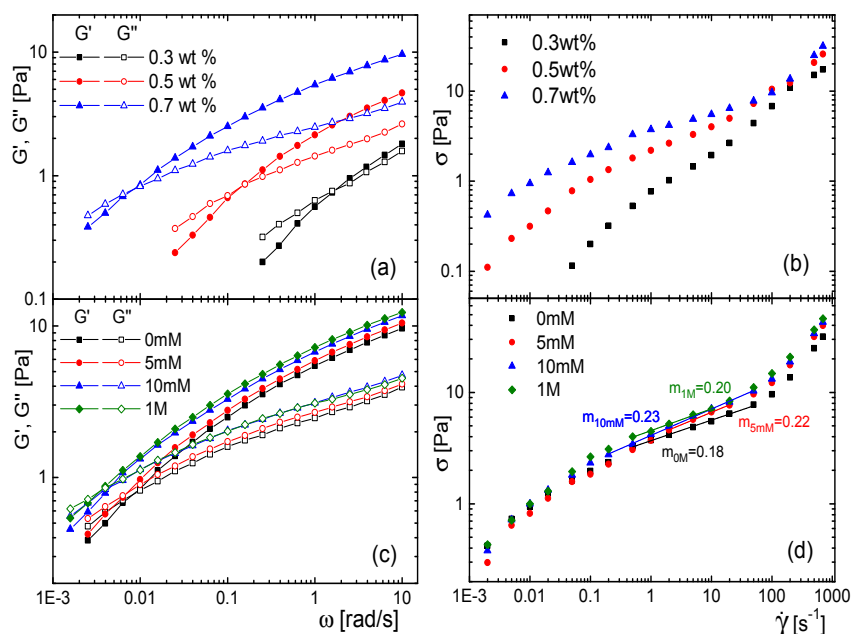 G' G"
0.3 wt %
0.5 wt %
0.7 wt %
10
1
0.1
G', G" [Pa]
(a)
0.3wt%
0.5wt%
0.7wt%
10
1
0.1
σ [Pa]
(b)
G' G"
0mM
5mM
10mM
1M
10
1
G', G" [Pa]
(c)
1E-3 0.01 0.1 1 10
ω [rad/s]
0mM
5mM
10mM
1M
m1M=0.20
m10mM=0.23
m5mM=0.22
m0M=0.18
10
1
σ [Pa]
(d)
1E-3 0.01 0.1 1 10 100
γ̇ [s⁻¹]